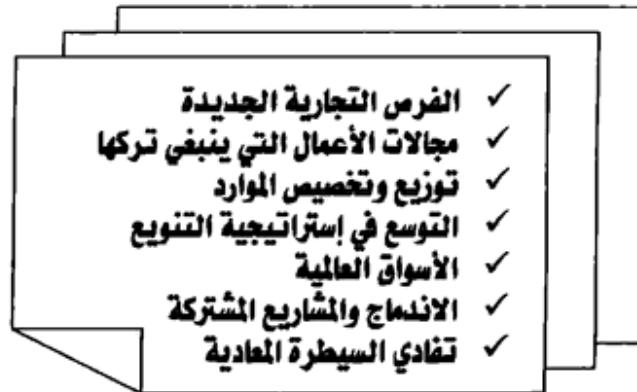 ✓ الفرص التجارية الجديدة
✓ مجالات الأعمال التي ينبغي تركها
✓ توزيع وتخصيص الموارد
✓ التوسع في إستراتيجية التنويع
✓ الأسواق العالمية
✓ الاندماج والمشاريع المشتركة
✓ تفادي السيطرة المعادية